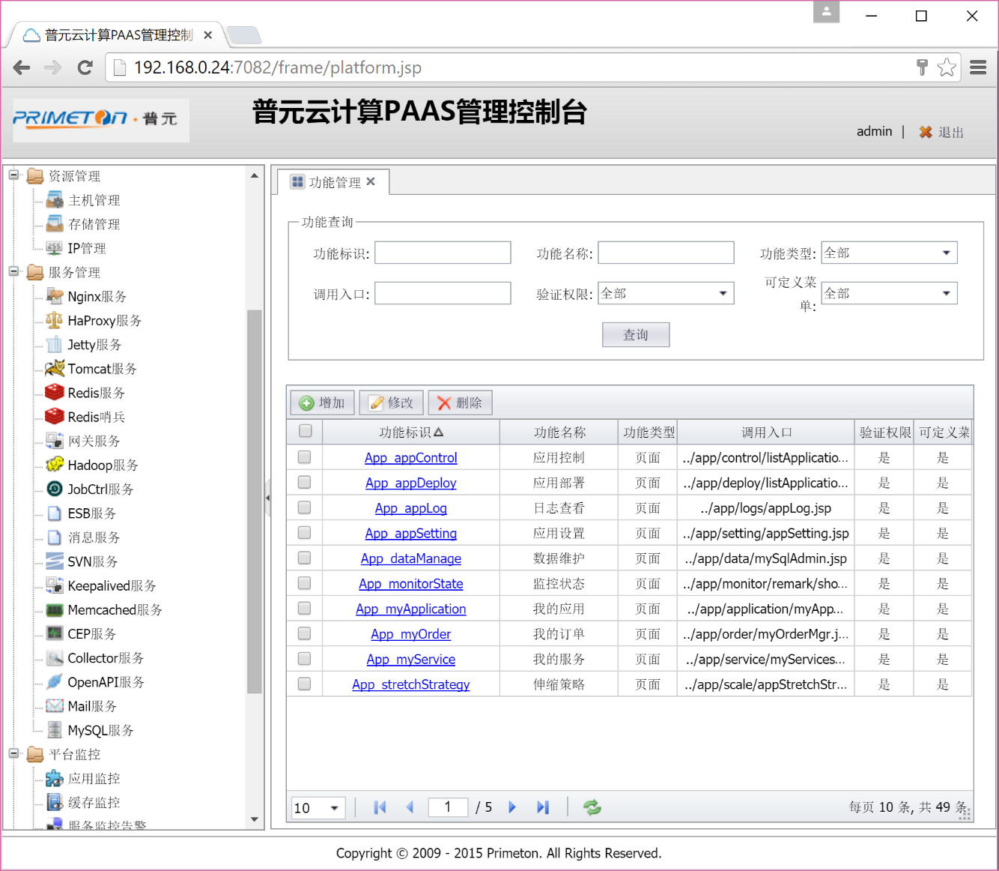 普元云计算PAAS管理控制
192.168.0.24:7082/frame/platform.jsp
PRIMETON·普元
普元云计算PAAS管理控制台
admin | 退出
资源管理
主机管理
存储管理
IP管理
服务管理
Nginx服务
HaProxy服务
Jetty服务
Tomcat服务
Redis服务
Redis哨兵
网关服务
Hadoop服务
JobCtrl服务
ESB服务
消息服务
SVN服务
Keepalived服务
Memcached服务
CEP服务
Collector服务
OpenAPI服务
Mail服务
MySQL服务
平台监控
应用监控
缓存监控
服务监控告警
功能管理
功能查询
功能标识: 功能名称: 功能类型: 全部
调用入口: 验证权限: 全部 可定义菜单: 全部
查询
增加 修改 删除
功能标识 功能名称 功能类型 调用入口 验证权限 可定义菜
App_appControl 应用控制 页面 ../app/control/listApplicatio... 是 是
App_appDeploy 应用部署 页面 ../app/deploy/listApplicatio... 是 是
App_appLog 日志查看 页面 ../app/logs/appLog.jsp 是 是
App_appSetting 应用设置 页面 ../app/setting/appSetting.jsp 是 是
App_dataManage 数据维护 页面 ../app/data/mySqlAdmin.jsp 是 是
App_monitorState 监控状态 页面 ../app/monitor/remark/sho... 是 是
App_myApplication 我的应用 页面 ../app/application/myApp... 是 是
App_myOrder 我的订单 页面 ../app/order/myOrderMgr.j... 是 是
App_myService 我的服务 页面 ../app/service/myServices... 是 是
App_stretchStrategy 伸缩策略 页面 ../app/scale/appStretchStr... 是 是
10 1 / 5 每页 10 条, 共 49 条
Copyright © 2009 - 2015 Primeton. All Rights Reserved.